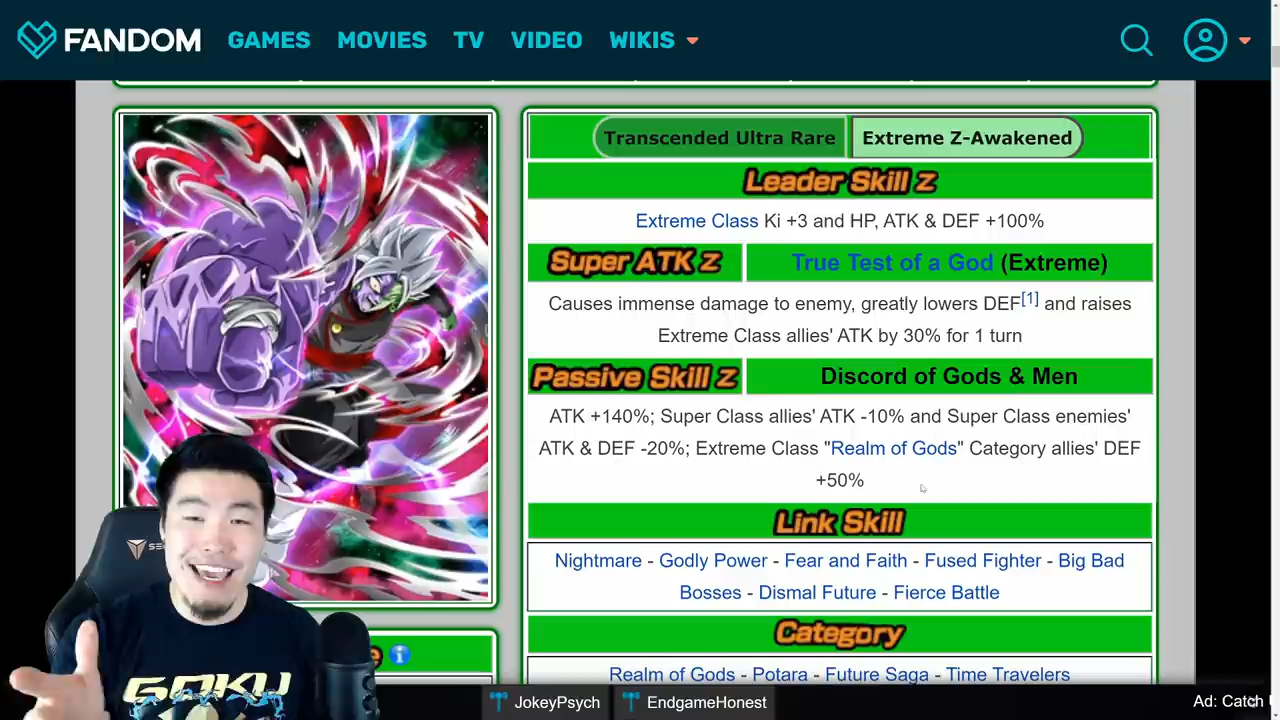 FANDOM GAMES MOVIES TV VIDEO WIKIS
Transcended Ultra Rare Extreme Z-Awakened
Leader Skill Z
Extreme Class Ki +3 and HP, ATK & DEF +100%
Super ATK Z True Test of a God (Extreme)
Causes immense damage to enemy, greatly lowers DEF[1] and raises
Extreme Class allies' ATK by 30% for 1 turn
Passive Skill Z Discord of Gods & Men
ATK +140%; Super Class allies' ATK -10% and Super Class enemies'
ATK & DEF -20%; Extreme Class "Realm of Gods" Category allies' DEF
+50%
Link Skill
Nightmare - Godly Power - Fear and Faith - Fused Fighter - Big Bad
Bosses - Dismal Future - Fierce Battle
Category
Realm of Gods - Potara - Future Saga - Time Travelers
GOKU
JokeyPsych EndgameHonest Ad: Catch